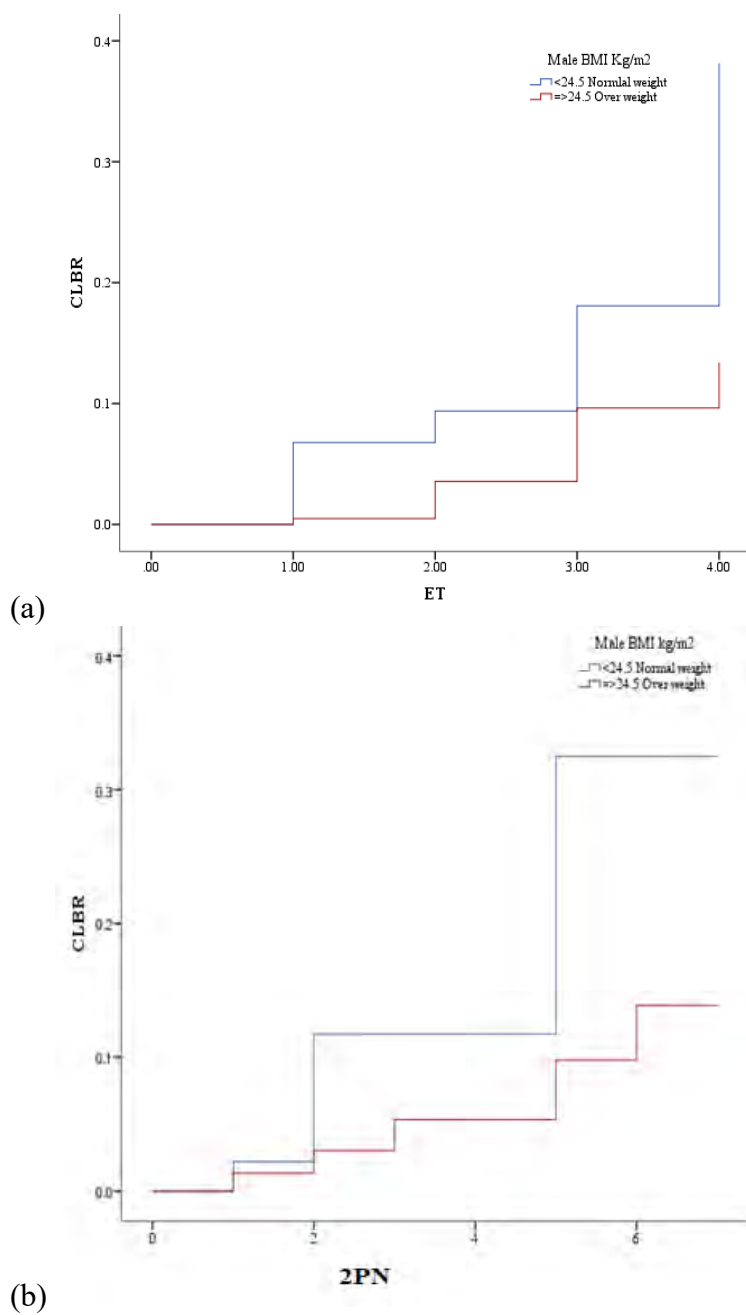 0.4
Male BMI Kg/m2
<24.5 Normlal weight
=>24.5 Over weight
0.3
CLBR
0.2
0.1
0.0
.00 1.00 2.00 3.00 4.00
ET
(a)
Male BMI kg/m2
0.4
<24.5 Normal weight
=>24.5 Over weight
0.3
CLBR
0.2
0.1
0.0
0 2 4 6
2PN
(b)